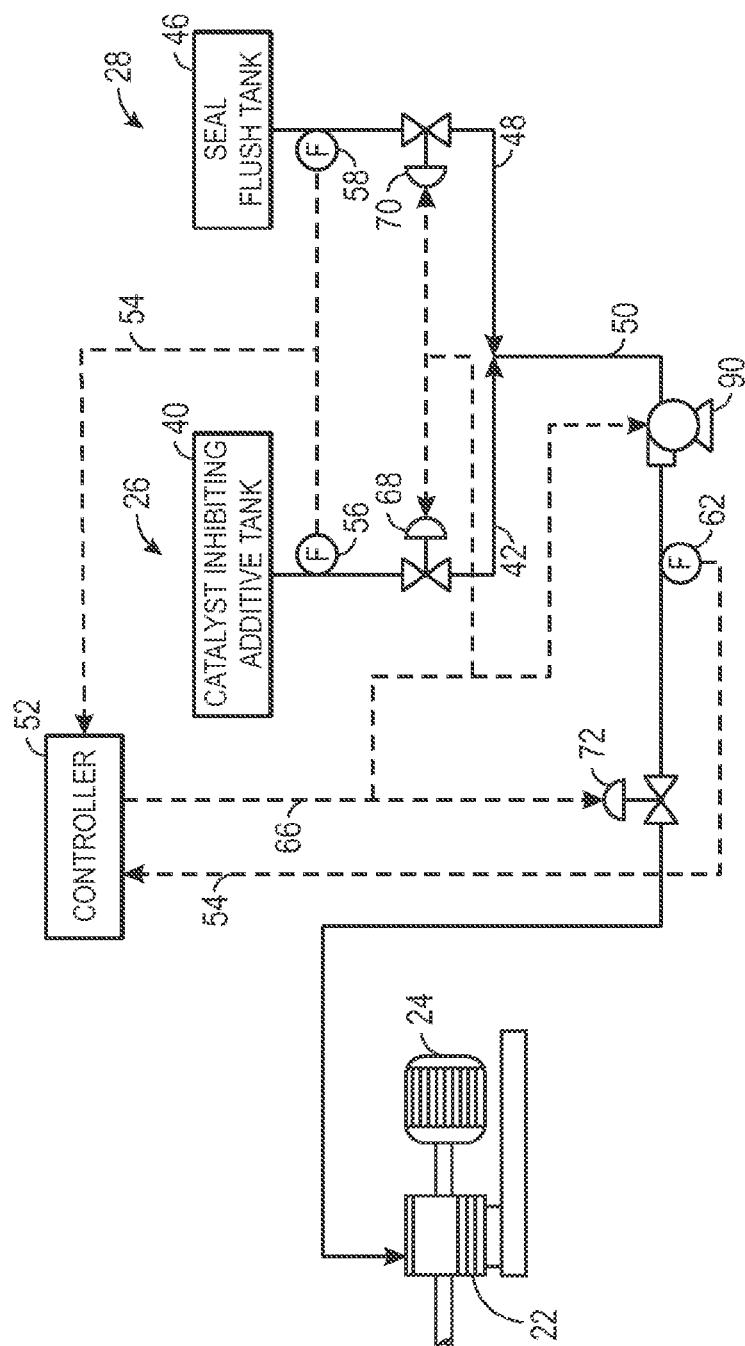 28
46
SEAL
FLUSH TANK
F
58
70
48
54
26
40
CATALYST INHIBITING
ADDITIVE TANK
F
56
68
42
50
90
62
F
52
CONTROLLER
66
72
54
24
22